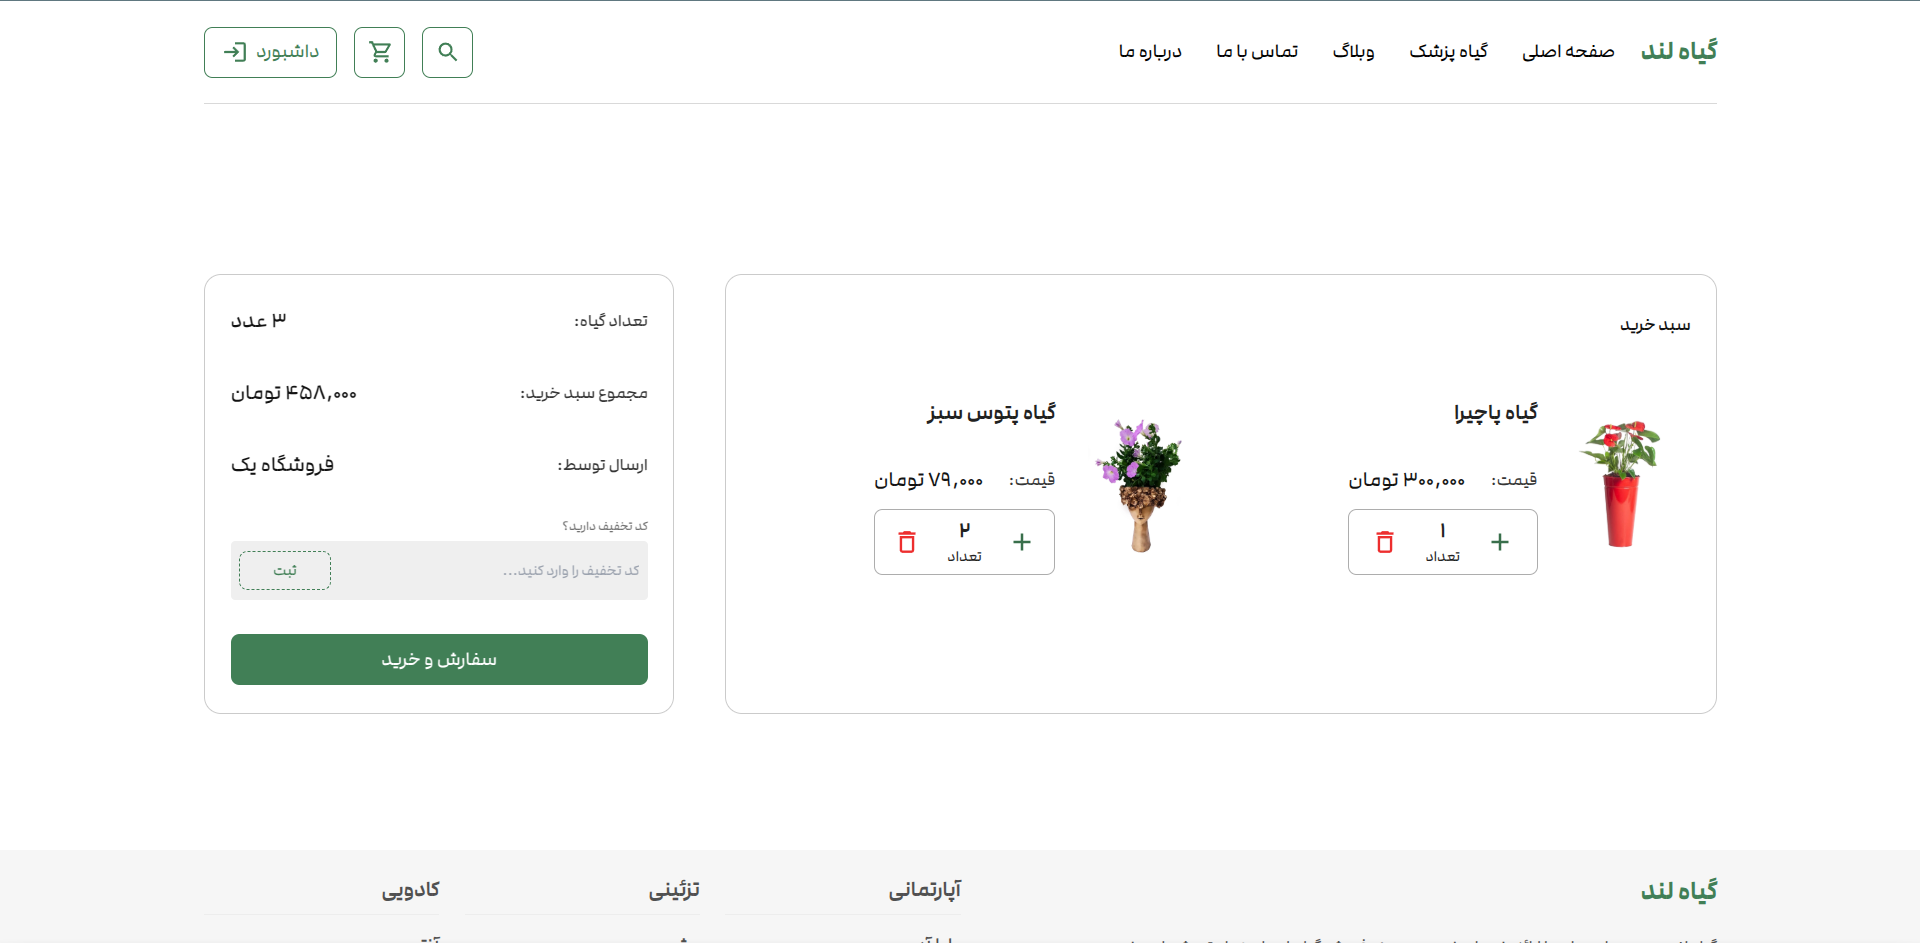 گیاه لند
صفحه اصلی
گیاه پزشک
وبلاگ
تماس با ما
درباره ما
داشبورد
سبد خرید
گیاه پاچیرا
قیمت: ۳۰۰,۰۰۰ تومان
۱
تعداد
گیاه پتوس سبز
قیمت: ۷۹,۰۰۰ تومان
۲
تعداد
تعداد گیاه: ۳ عدد
مجموع سبد خرید: ۴۵۸,۰۰۰ تومان
ارسال توسط: فروشگاه یک
کد تخفیف دارید؟
کد تخفیف را وارد کنید...
ثبت
سفارش و خرید
گیاه لند
آپارتمانی
تزئینی
کادویی